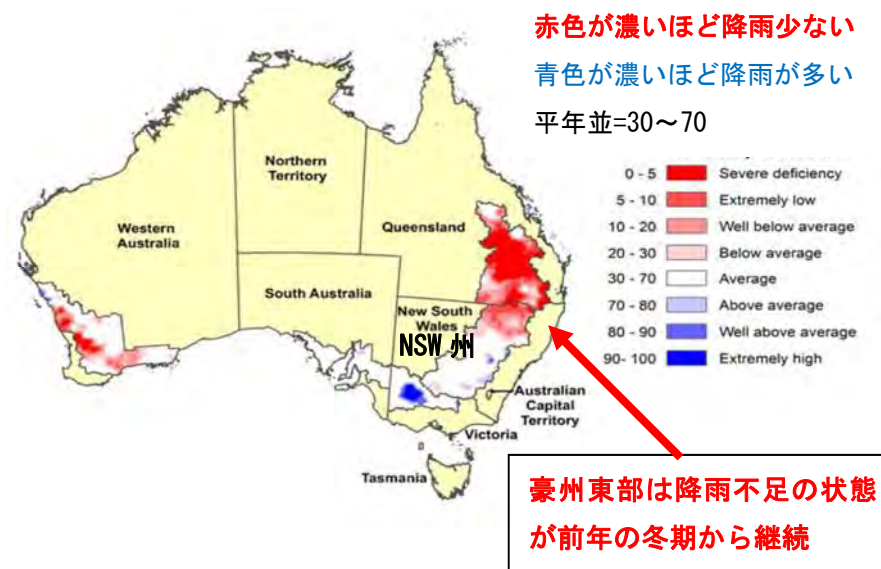 赤色が濃いほど降雨少ない
青色が濃いほど降雨が多い
平年並=30～70
0 - 5 Severe deficiency
5 - 10 Extremely low
10 - 20 Well below average
20 - 30 Below average
30 - 70 Average
70 - 80 Above average
80 - 90 Well above average
90- 100 Extremely high
Northern
Territory
Western
Australia
Queensland
South Australia
New South
Wales
NSW 州
Australian
Capital
Territory
Victoria
Tasmania
豪州東部は降雨不足の状態
が前年の冬期から継続